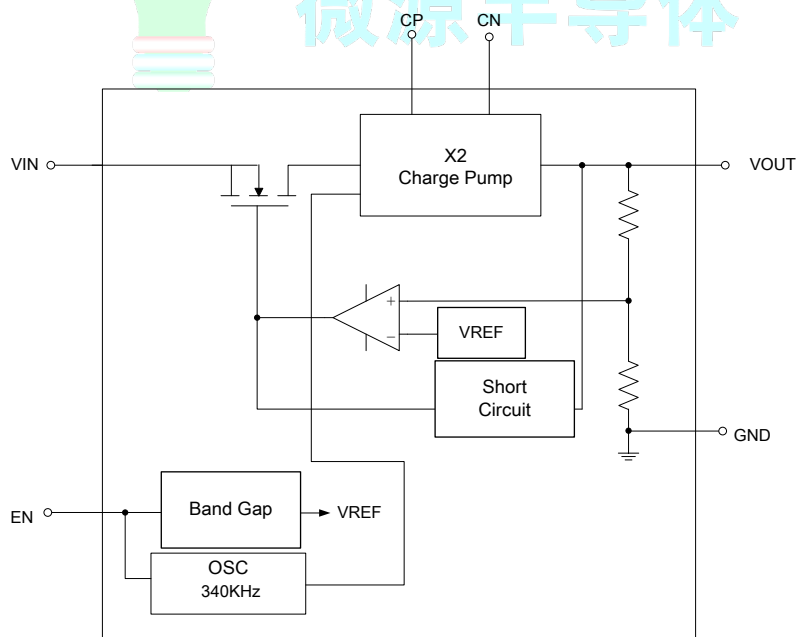 微源半导体
CP
CN
VIN
X2
Charge Pump
VOUT
+
−
VREF
Short
Circuit
GND
EN
Band Gap
VREF
OSC
340KHz